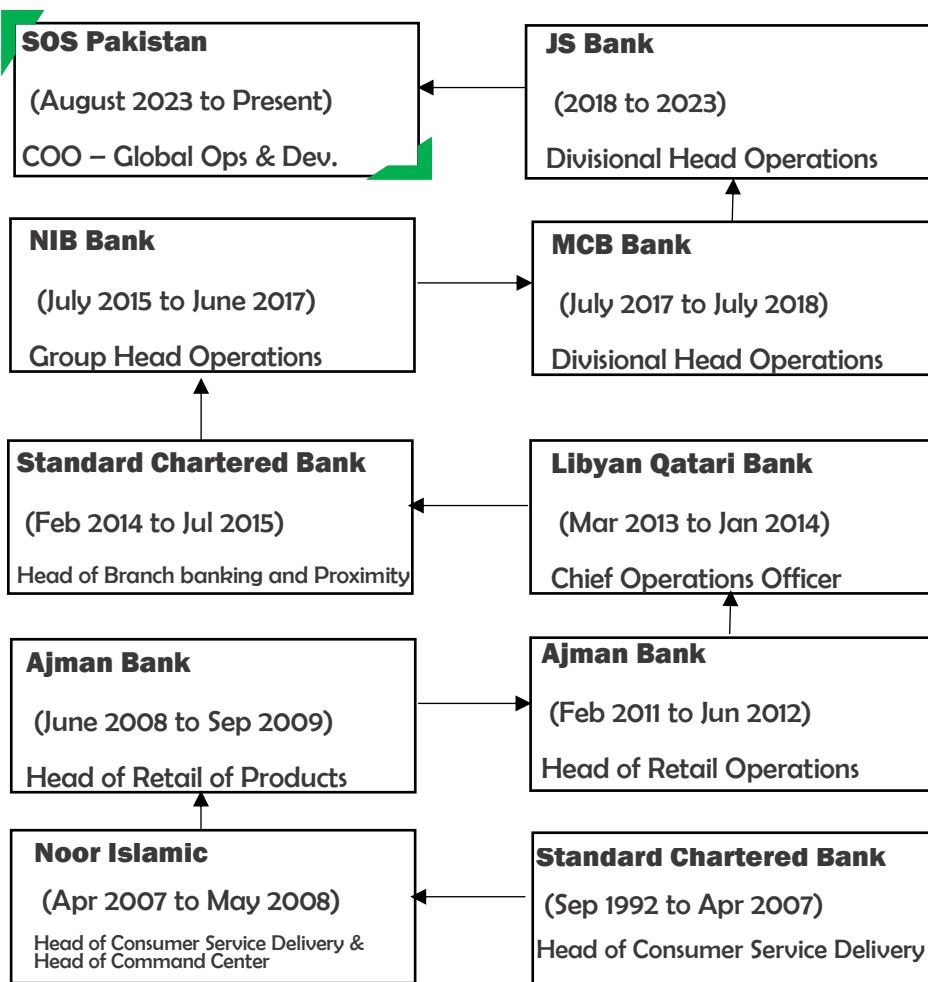 SOS Pakistan
(August 2023 to Present)
COO – Global Ops & Dev.
JS Bank
(2018 to 2023)
Divisional Head Operations
NIB Bank
(July 2015 to June 2017)
Group Head Operations
MCB Bank
(July 2017 to July 2018)
Divisional Head Operations
Standard Chartered Bank
(Feb 2014 to Jul 2015)
Head of Branch banking and Proximity
Libyan Qatari Bank
(Mar 2013 to Jan 2014)
Chief Operations Officer
Ajman Bank
(June 2008 to Sep 2009)
Head of Retail of Products
Ajman Bank
(Feb 2011 to Jun 2012)
Head of Retail Operations
Noor Islamic
(Apr 2007 to May 2008)
Head of Consumer Service Delivery &
Head of Command Center
Standard Chartered Bank
(Sep 1992 to Apr 2007)
Head of Consumer Service Delivery